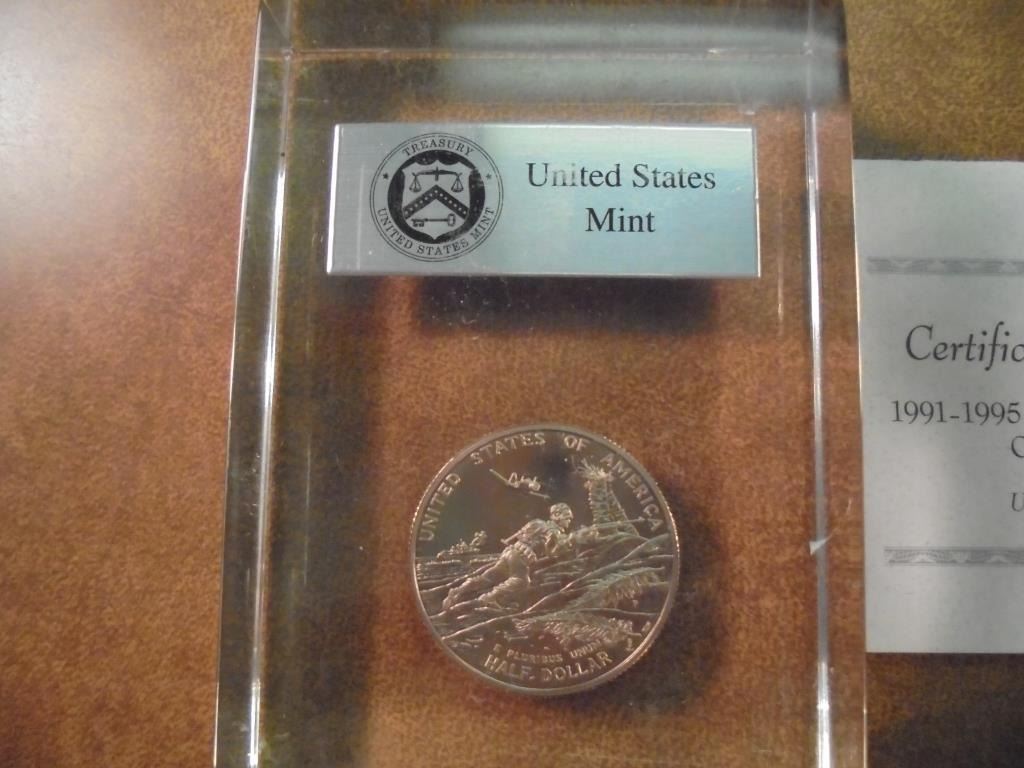 TREASURY
UNITED STATES MINT
United States
Mint
UNITED STATES OF AMERICA
E PLURIBUS UNUM
HALF DOLLAR
Certific
1991-1995
C
U